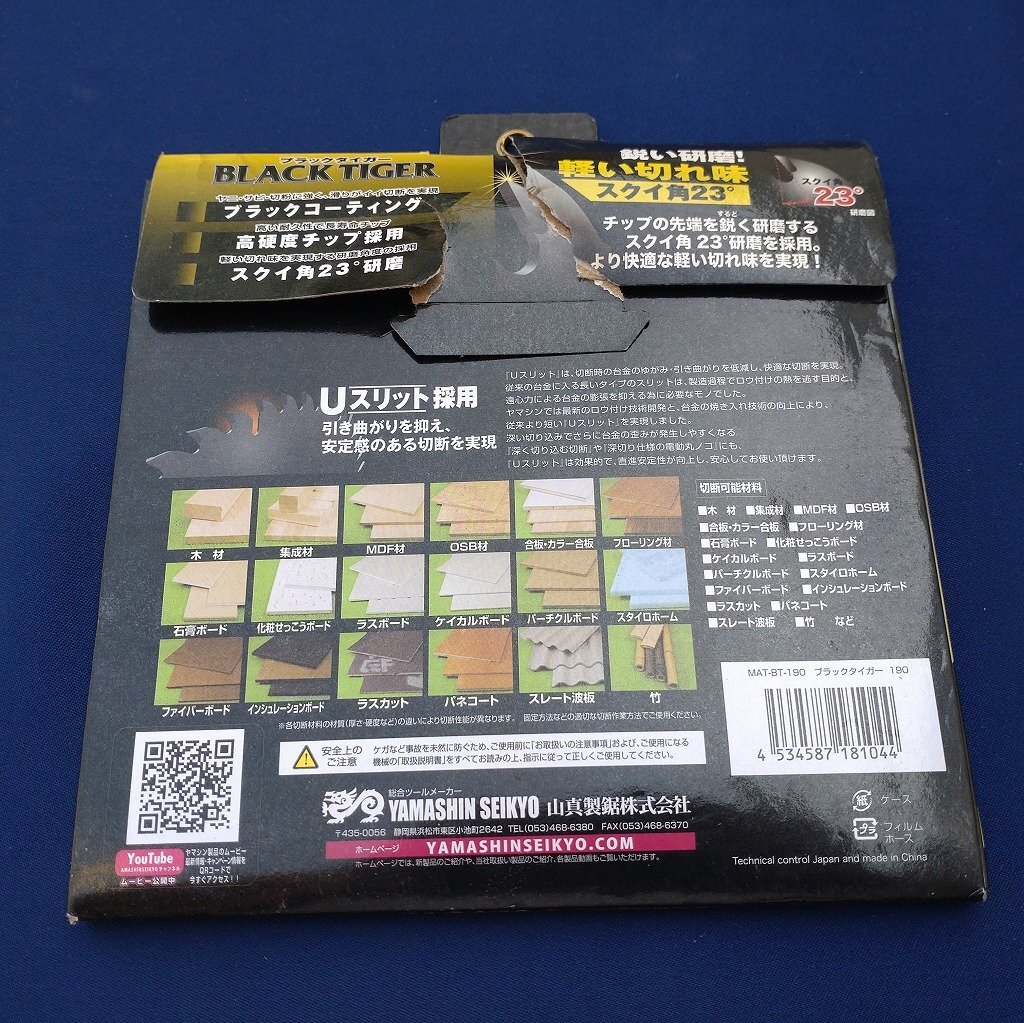 ブラックタイガー
BLACK TIGER
ヤニ・サビ・切粉に強く、滑りがイイ切断を実現
ブラックコーティング
高い耐久性で長寿命チップ
高硬度チップ採用
軽い切れ味を実現する研磨角度の採用
スクイ角23°研磨
鋭い研磨!
軽い切れ味
スクイ角23°
チップの先端を鋭く研磨する
するど
スクイ角 23°研磨を採用。
より快適な軽い切れ味を実現!
スクイ角
23°
研磨図
Uスリット採用
引き曲がりを抑え、
安定感のある切断を実現
『Uスリット』は、切断時の台金のゆがみ・引き曲がりを低減し、快適な切断を実現。
従来の台金に入る長いタイプのスリットは、製造過程でロウ付けの熱を逃す目的と、
遠心力による台金の膨張を抑える為に必要なモノでした。
ヤマシンでは最新のロウ付け技術開発と、台金の焼き入れ技術の向上により、
従来より短い『Uスリット』を実現しました。
深い切り込みでさらに台金の歪みが発生しやすくなる
『深く切り込む切断』や『深切り仕様の電動丸ノコ』にも、
『Uスリット』は効果的で、直進安定性が向上し、安心してお使い頂けます。
木 材
集成材
MDF材
OSB材
合板・カラー合板
フローリング材
石膏ボード
化粧せっこうボード
ラスボード
ケイカルボード
パーチクルボード
スタイロホーム
ファイバーボード
インシュレーションボード
ラスカット
パネコート
スレート波板
竹
切断可能材料
■木 材 ■集成材 ■MDF材 ■OSB材
■合板・カラー合板 ■フローリング材
■石膏ボード ■化粧せっこうボード
■ケイカルボード ■ラスボード
■パーチクルボード ■スタイロホーム
■ファイバーボード ■インシュレーションボード
■ラスカット ■パネコート
■スレート波板 ■竹 など
※各切断材料の材質(厚さ・硬度など)の違いにより切断性能が異なります。 固定方法などの適切な切断作業方法でご使用ください。
安全上の
ご注意
ケガなど事故を未然に防ぐため、ご使用前に「お取扱いの注意事項」および、ご使用になる
機械の「取扱説明書」をすべてお読みの上、指示に従って正しくご使用してください。
MAT-BT-190 ブラックタイガー 190
4 534587 181044
総合ツールメーカー
YAMASHIN SEIKYO 山真製鋸株式会社
〒435-0056 静岡県浜松市東区小池町2642 TEL(053)468-6380 FAX(053)468-6370
ホームページ YAMASHINSEIKYO.COM
ホームページでは、新製品のご紹介や、当社取扱い製品のご紹介、各製品動画もご覧いただけます。
YouTube
YAMASHINSEIKYOチャンネル
ムービー公開中
ヤマシン製品のムービー
最新情報・キャンペーン情報を
QRコードで
今すぐアクセス!!
紙 ケース
プラ フィルム
ホース
Technical control Japan and made in China